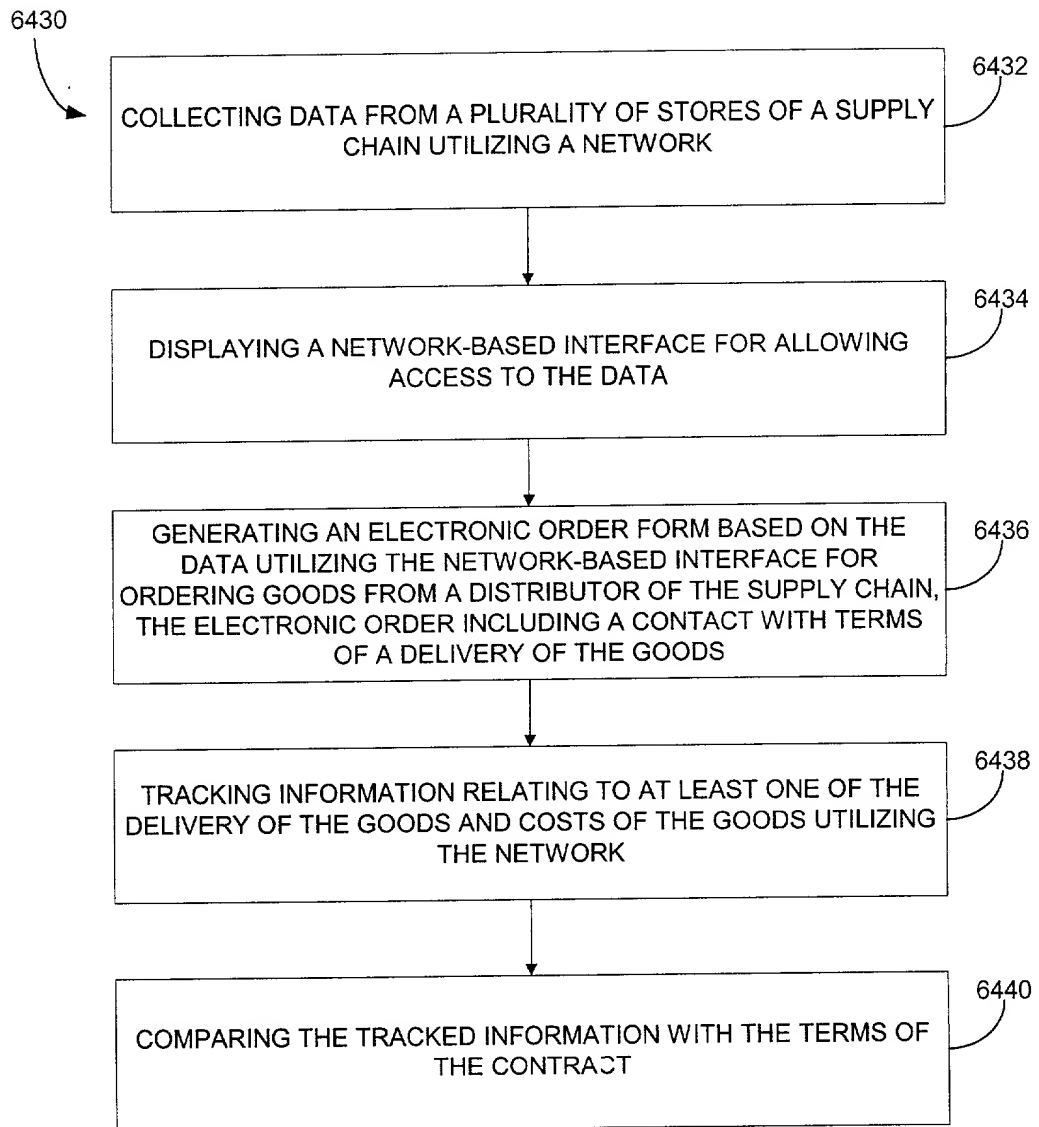 6430
6432
COLLECTING DATA FROM A PLURALITY OF STORES OF A SUPPLY
CHAIN UTILIZING A NETWORK
6434
DISPLAYING A NETWORK-BASED INTERFACE FOR ALLOWING
ACCESS TO THE DATA
6436
GENERATING AN ELECTRONIC ORDER FORM BASED ON THE
DATA UTILIZING THE NETWORK-BASED INTERFACE FOR
ORDERING GOODS FROM A DISTRIBUTOR OF THE SUPPLY CHAIN,
THE ELECTRONIC ORDER INCLUDING A CONTACT WITH TERMS
OF A DELIVERY OF THE GOODS
6438
TRACKING INFORMATION RELATING TO AT LEAST ONE OF THE
DELIVERY OF THE GOODS AND COSTS OF THE GOODS UTILIZING
THE NETWORK
6440
COMPARING THE TRACKED INFORMATION WITH THE TERMS OF
THE CONTRACT